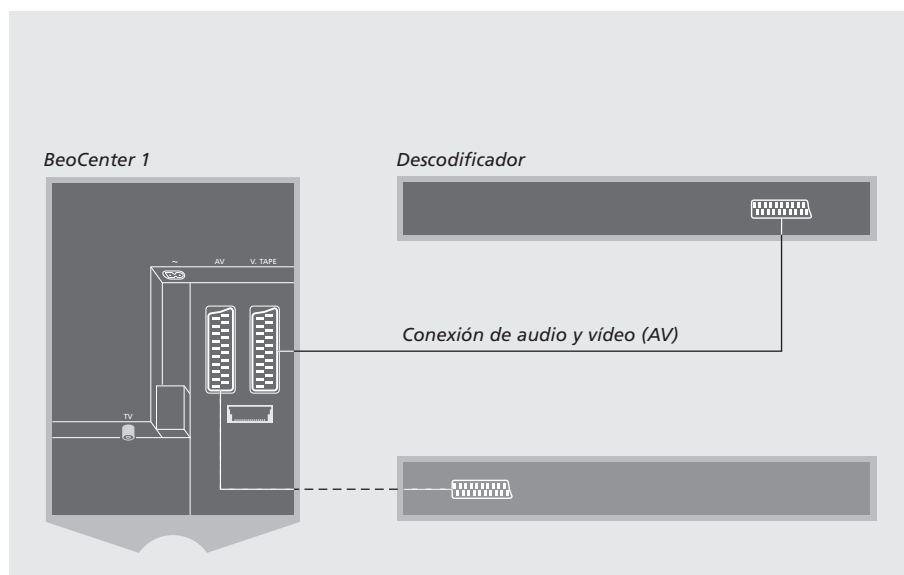 BeoCenter 1
Descodificador
~ AV V. TAPE
Conexión de audio y vídeo (AV)
TV